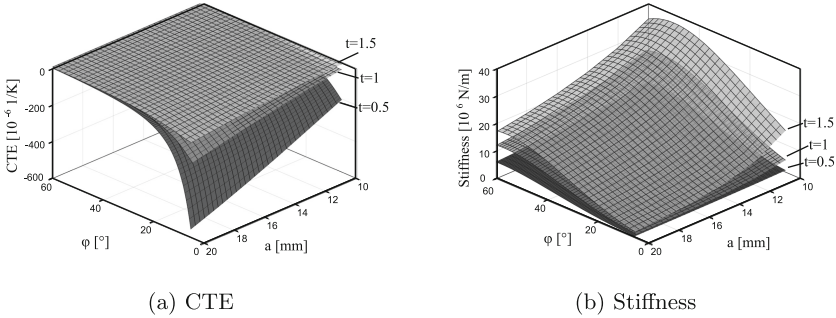 t=1.5
t=1
t=0.5
0
-200
-400
-600
CTE [10 -6 1/K]
60
40
20
0
φ [°]
20
18
16
14
12
10
a [mm]
(a) CTE
40
30
20
10
0
Stiffness [10 6 N/m]
t=1.5
t=1
t=0.5
60
40
20
0
φ [°]
20
18
16
14
12
10
a [mm]
(b) Stiffness